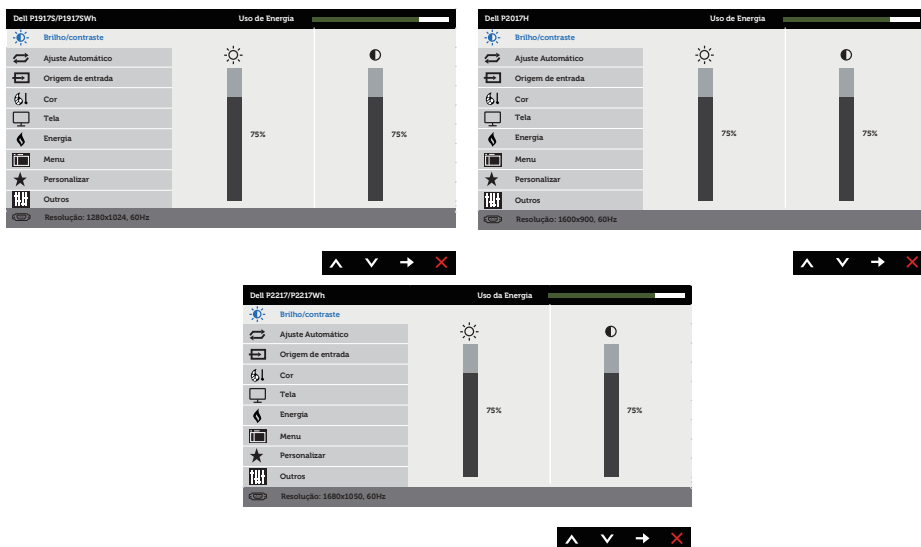 Dell P1917S/P1917SWh Uso de Energia
Brilho/contraste
Ajuste Automático
Origem de entrada
Cor
Tela
Energia
Menu
Personalizar
Outros
75% 75%
Resolução: 1280x1024, 60Hz
Dell P2017H Uso de Energia
Brilho/contraste
Ajuste Automático
Origem de entrada
Cor
Tela
Energia
Menu
Personalizar
Outros
75% 75%
Resolução: 1600x900, 60Hz
Dell P2217/P2217Wh Uso da Energia
Brilho/contraste
Ajuste Automático
Origem de entrada
Cor
Tela
Energia
Menu
Personalizar
Outros
75% 75%
Resolução: 1680x1050, 60Hz